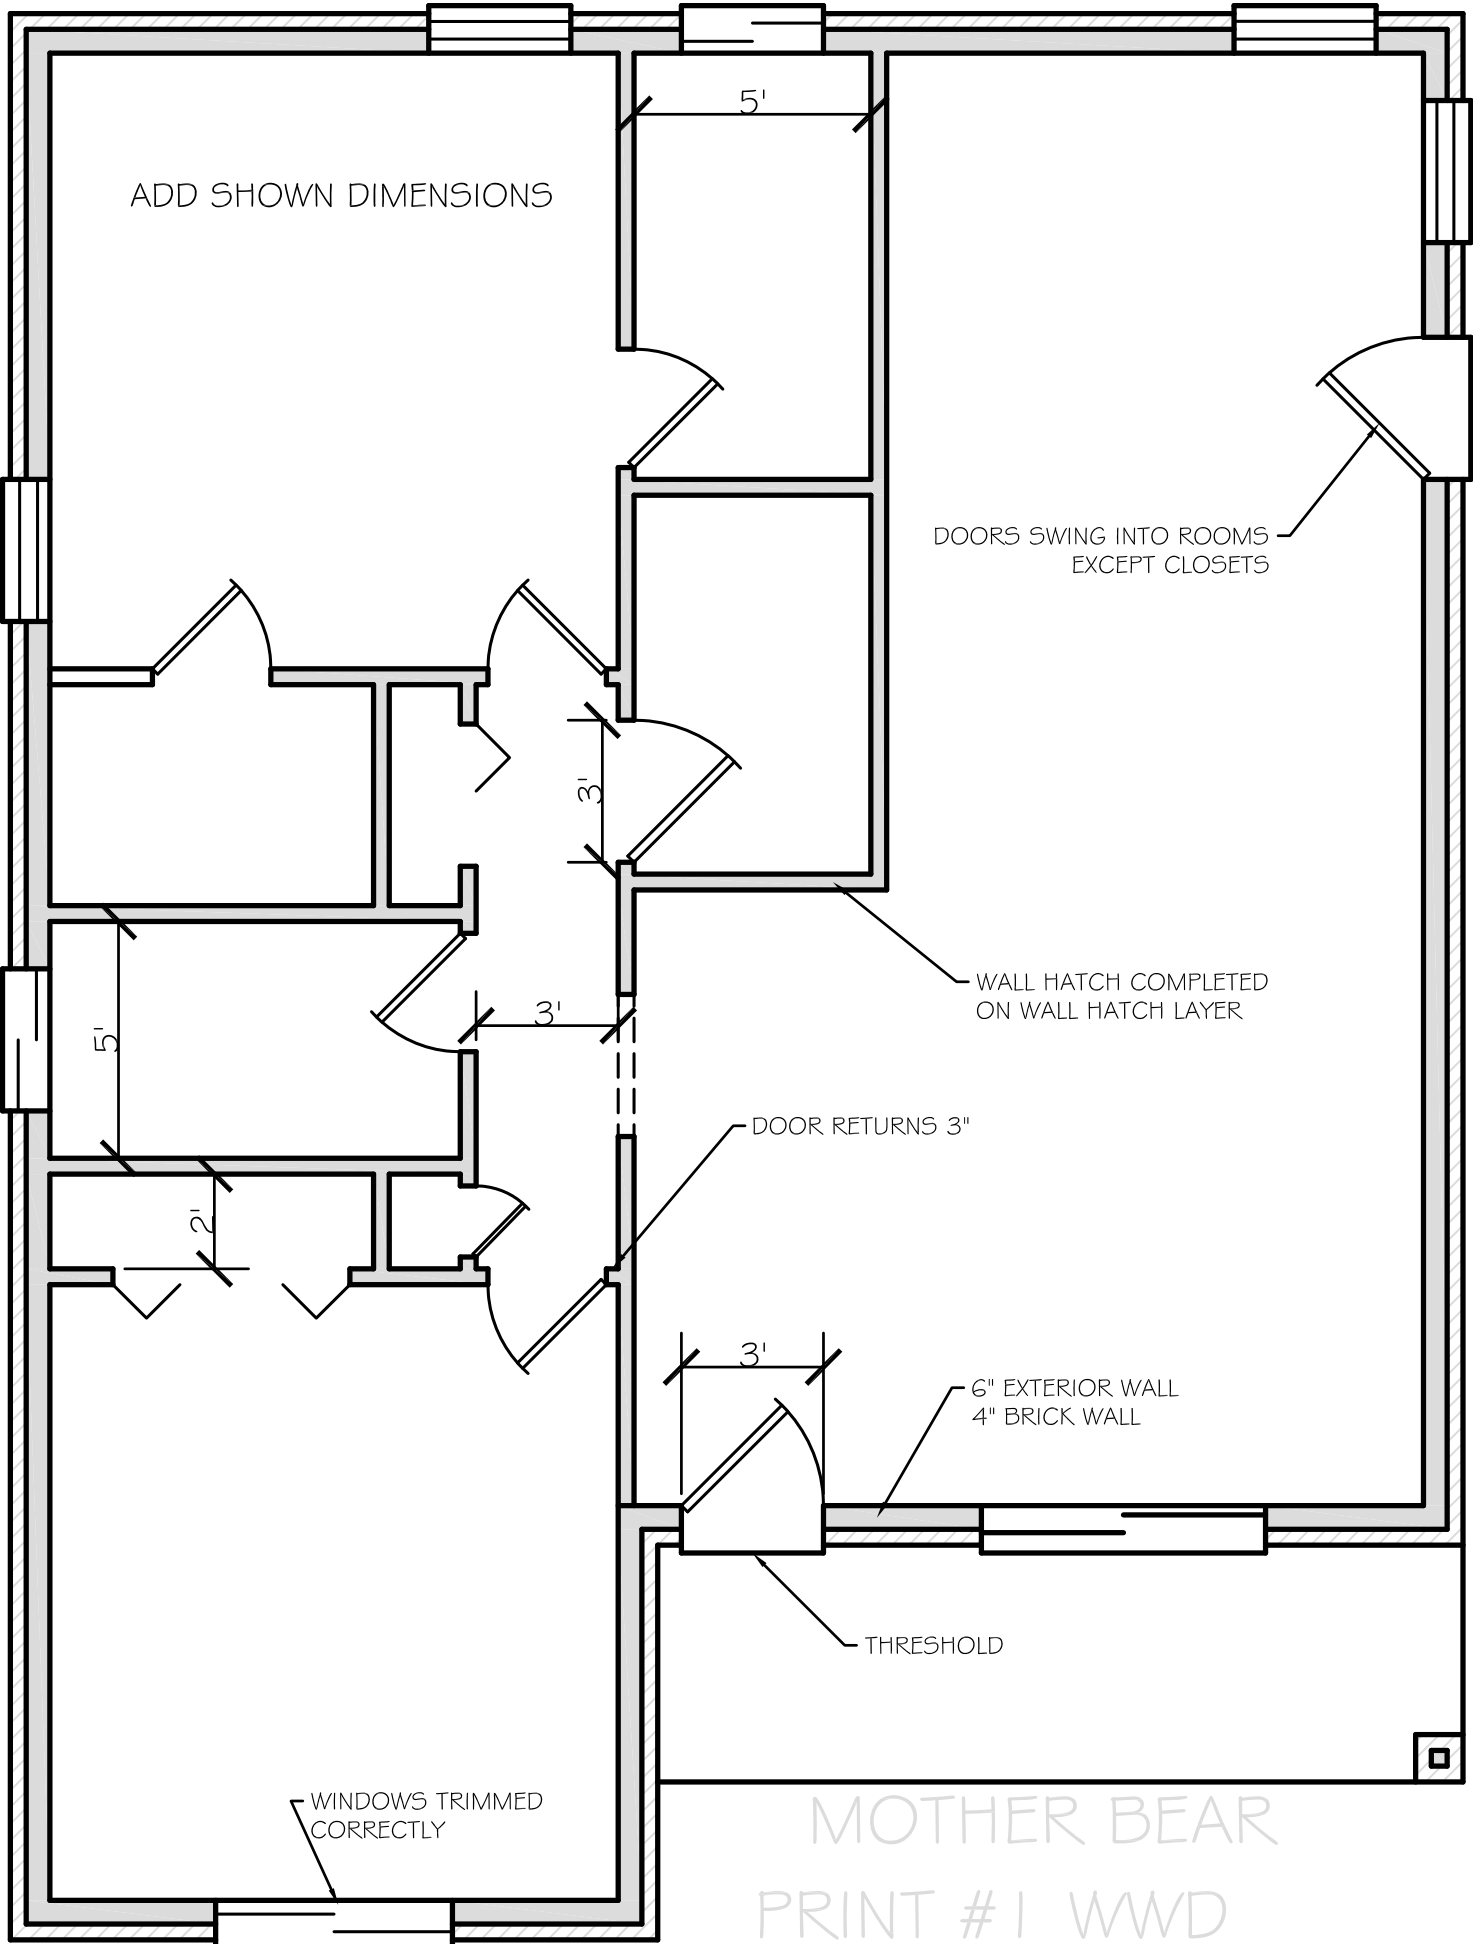 5'
ADD SHOWN DIMENSIONS
DOORS SWING INTO ROOMS
EXCEPT CLOSETS
3'
WALL HATCH COMPLETED
ON WALL HATCH LAYER
3'
5'
DOOR RETURNS 3"
2'
3'
6" EXTERIOR WALL
4" BRICK WALL
THRESHOLD
WINDOWS TRIMMED
CORRECTLY
MOTHER BEAR
PRINT #1 WWD